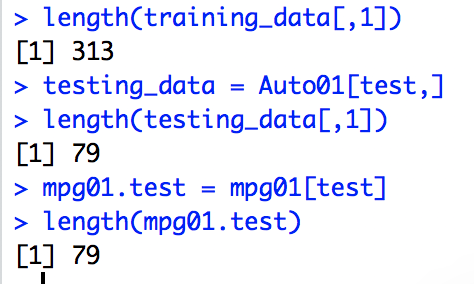 > length(training_data[,1])
[1] 313
> testing_data = Auto01[test,]
> length(testing_data[,1])
[1] 79
> mpg01.test = mpg01[test]
> length(mpg01.test)
[1] 79